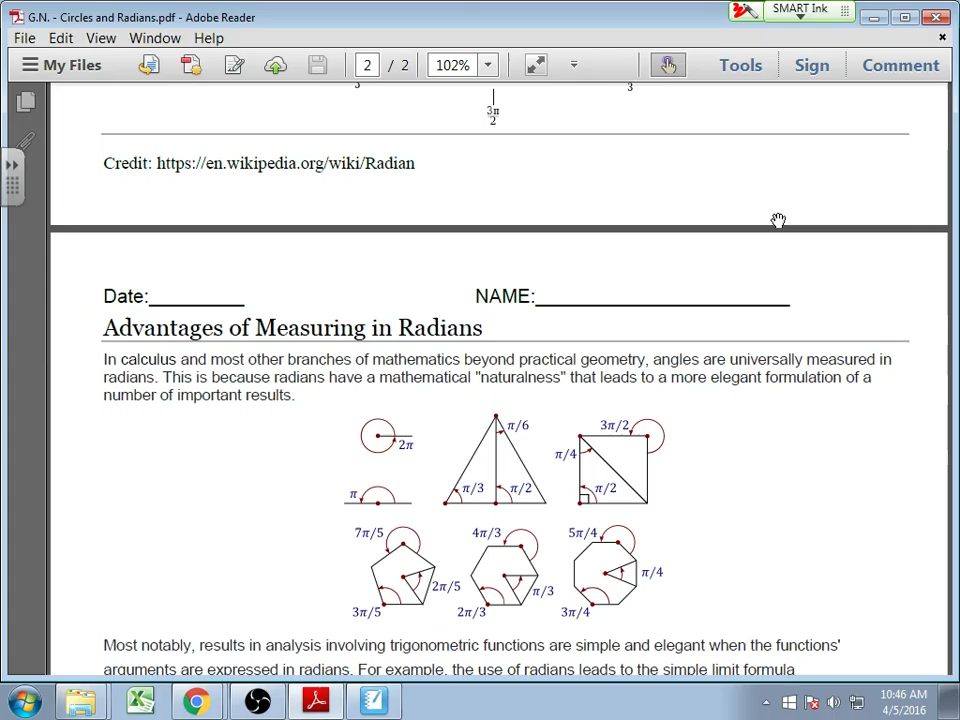 G.N. - Circles and Radians.pdf - Adobe Reader
SMART Ink
File Edit View Window Help
My Files 2 / 2 102% Tools Sign Comment
3 3
3π
2
Credit: https://en.wikipedia.org/wiki/Radian
Date:_________ NAME:________________________
Advantages of Measuring in Radians
In calculus and most other branches of mathematics beyond practical geometry, angles are universally measured in
radians. This is because radians have a mathematical "naturalness" that leads to a more elegant formulation of a
number of important results.
2π π/6 3π/2
π/4
π π/3 π/2 π/2
7π/5 4π/3 5π/4
2π/5 π/3 π/4
3π/5 2π/3 3π/4
Most notably, results in analysis involving trigonometric functions are simple and elegant when the functions'
arguments are expressed in radians. For example, the use of radians leads to the simple limit formula
10:46 AM
4/5/2016